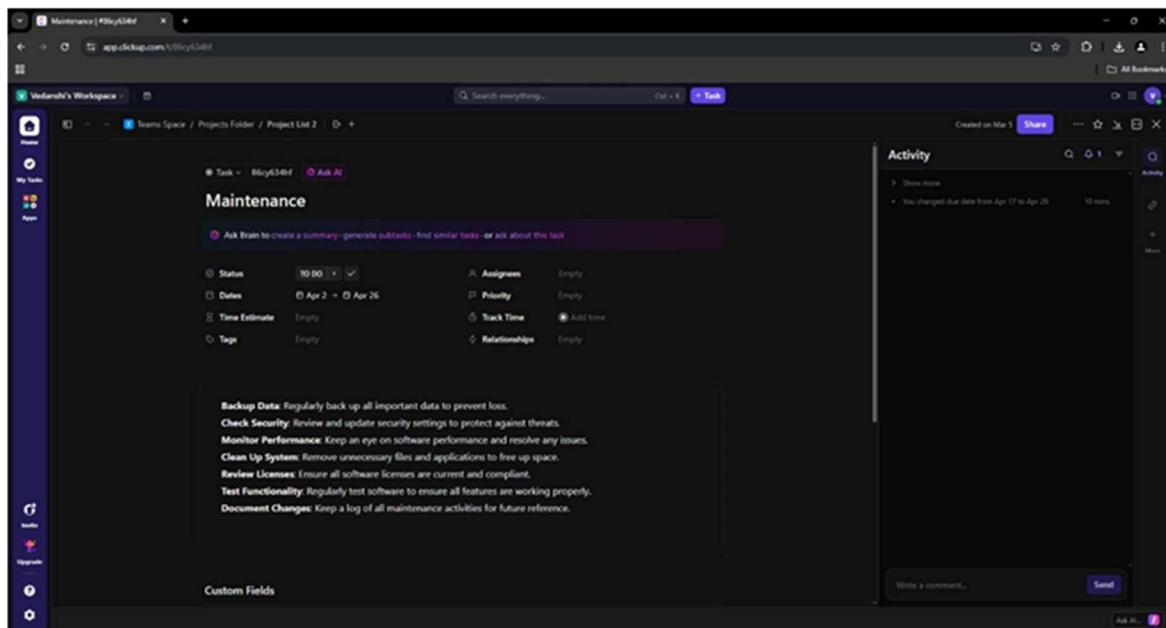 Maintenance | #86cy634hf
app.clickup.com/t/86cy634hf
All Bookmarks
V Vedanshi's Workspace
Search everything...
Ctrl + K
+ Task
V
Home
My Tasks
Apps
Invite
Upgrade
Teams Space / Projects Folder / Project List 2
Created on Mar 5
Share
Task
86cy634hf
Ask AI
Maintenance
Ask Brain to create a summary · generate subtasks · find similar tasks · or ask about this task
Status
TO DO
Assignees
Empty
Dates
Apr 2 → Apr 26
Priority
Empty
Time Estimate
Empty
Track Time
Add time
Tags
Empty
Relationships
Empty
Backup Data: Regularly back up all important data to prevent loss.
Check Security: Review and update security settings to protect against threats.
Monitor Performance: Keep an eye on software performance and resolve any issues.
Clean Up System: Remove unnecessary files and applications to free up space.
Review Licenses: Ensure all software licenses are current and compliant.
Test Functionality: Regularly test software to ensure all features are working properly.
Document Changes: Keep a log of all maintenance activities for future reference.
Custom Fields
Activity
1
Show more
You changed due date from Apr 17 to Apr 26
10 mins
Write a comment...
Send
Activity
More
Ask AI...